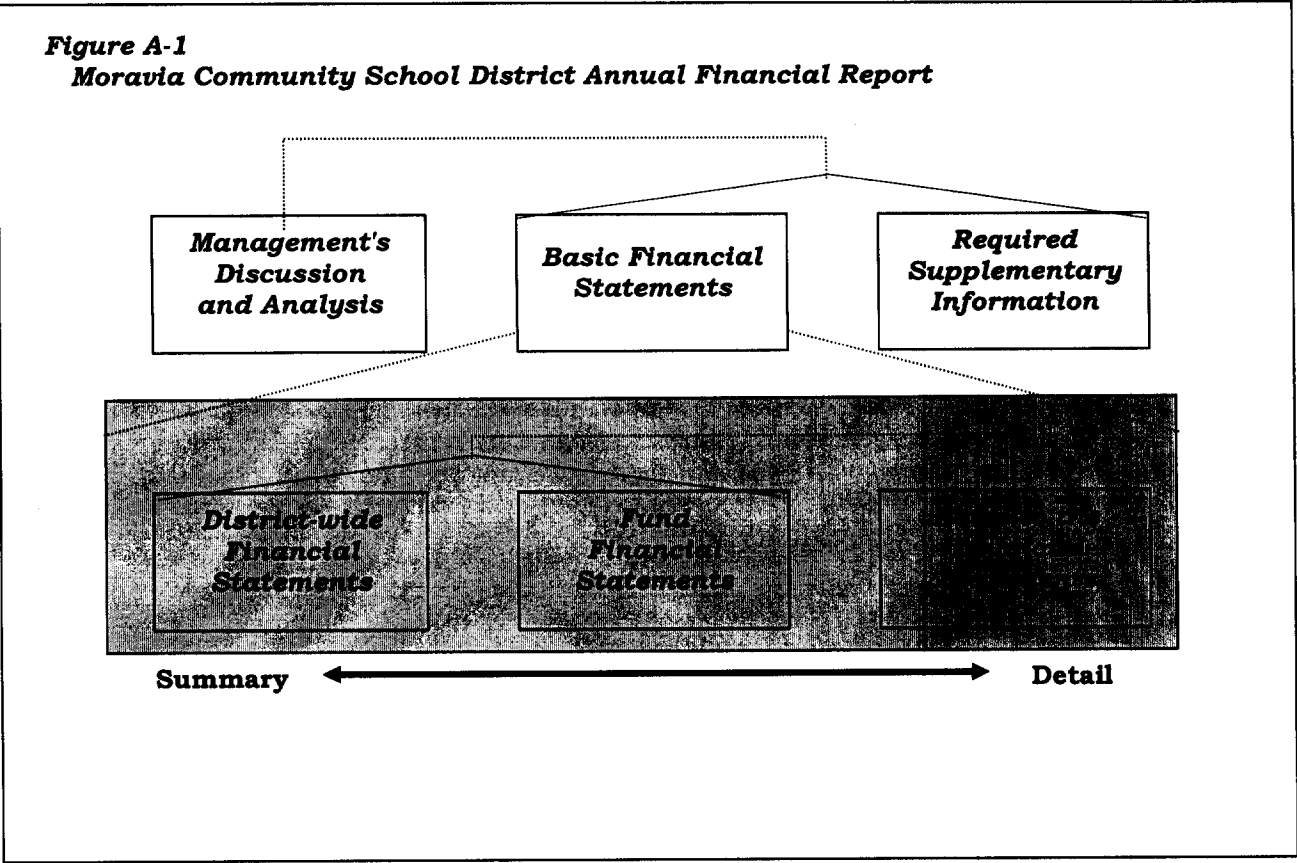 Figure A-1
Moravia Community School District Annual Financial Report
Management's
Discussion
and Analysis
Basic Financial
Statements
Required
Supplementary
Information
District-wide
Financial
Statements
Fund
Financial
Statements
Summary
Detail